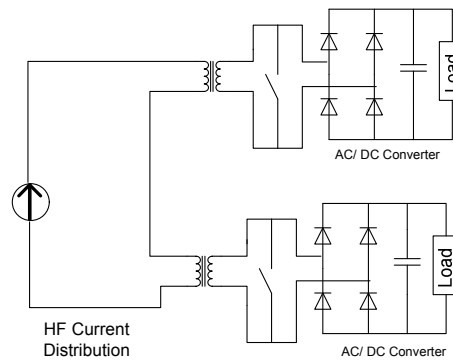 Load
AC/ DC Converter
Load
HF Current
Distribution
AC/ DC Converter